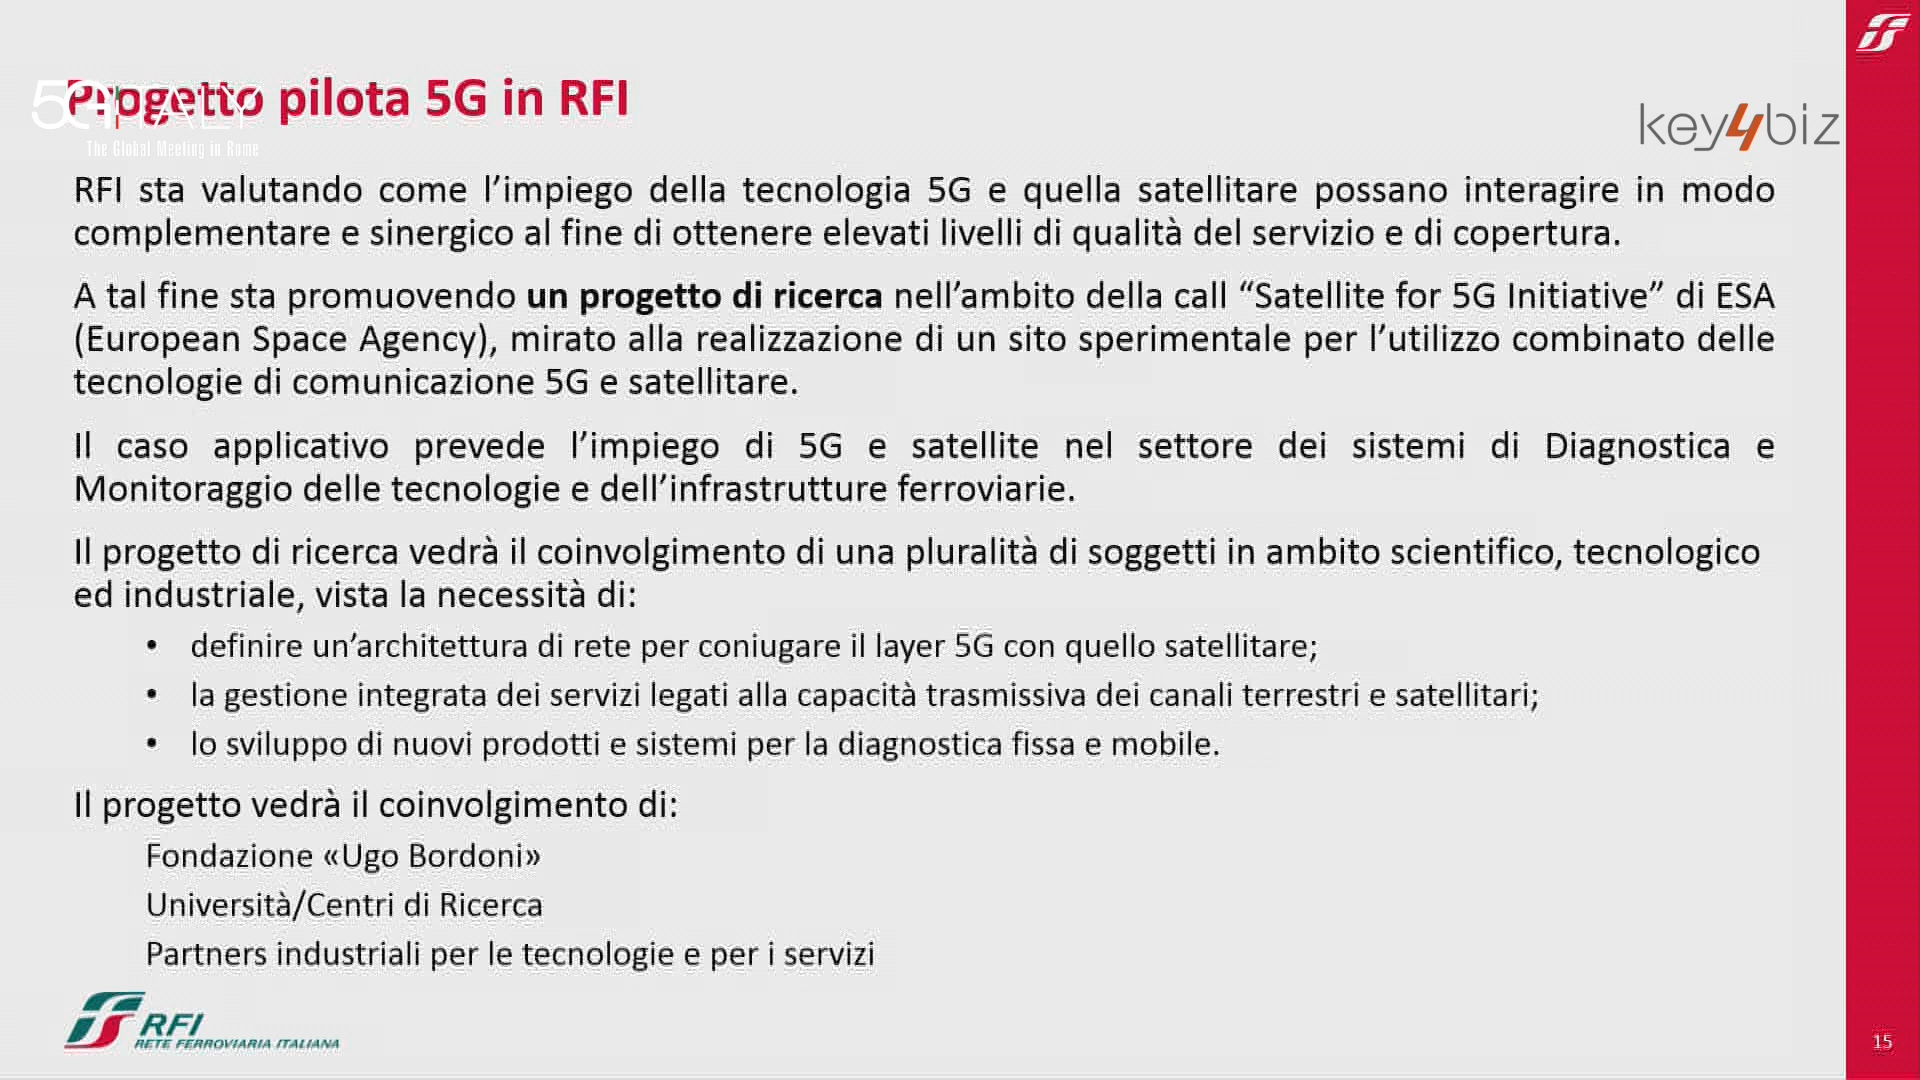 Progetto pilota 5G in RFI
5G ITALY
The Global Meeting in Rome
key4biz
RFI sta valutando come l’impiego della tecnologia 5G e quella satellitare possano interagire in modo
complementare e sinergico al fine di ottenere elevati livelli di qualità del servizio e di copertura.
A tal fine sta promuovendo un progetto di ricerca nell’ambito della call “Satellite for 5G Initiative” di ESA
(European Space Agency), mirato alla realizzazione di un sito sperimentale per l’utilizzo combinato delle
tecnologie di comunicazione 5G e satellitare.
Il caso applicativo prevede l’impiego di 5G e satellite nel settore dei sistemi di Diagnostica e
Monitoraggio delle tecnologie e dell’infrastrutture ferroviarie.
Il progetto di ricerca vedrà il coinvolgimento di una pluralità di soggetti in ambito scientifico, tecnologico
ed industriale, vista la necessità di:
• definire un’architettura di rete per coniugare il layer 5G con quello satellitare;
• la gestione integrata dei servizi legati alla capacità trasmissiva dei canali terrestri e satellitari;
• lo sviluppo di nuovi prodotti e sistemi per la diagnostica fissa e mobile.
Il progetto vedrà il coinvolgimento di:
Fondazione «Ugo Bordoni»
Università/Centri di Ricerca
Partners industriali per le tecnologie e per i servizi
RFI
RETE FERROVIARIA ITALIANA
15